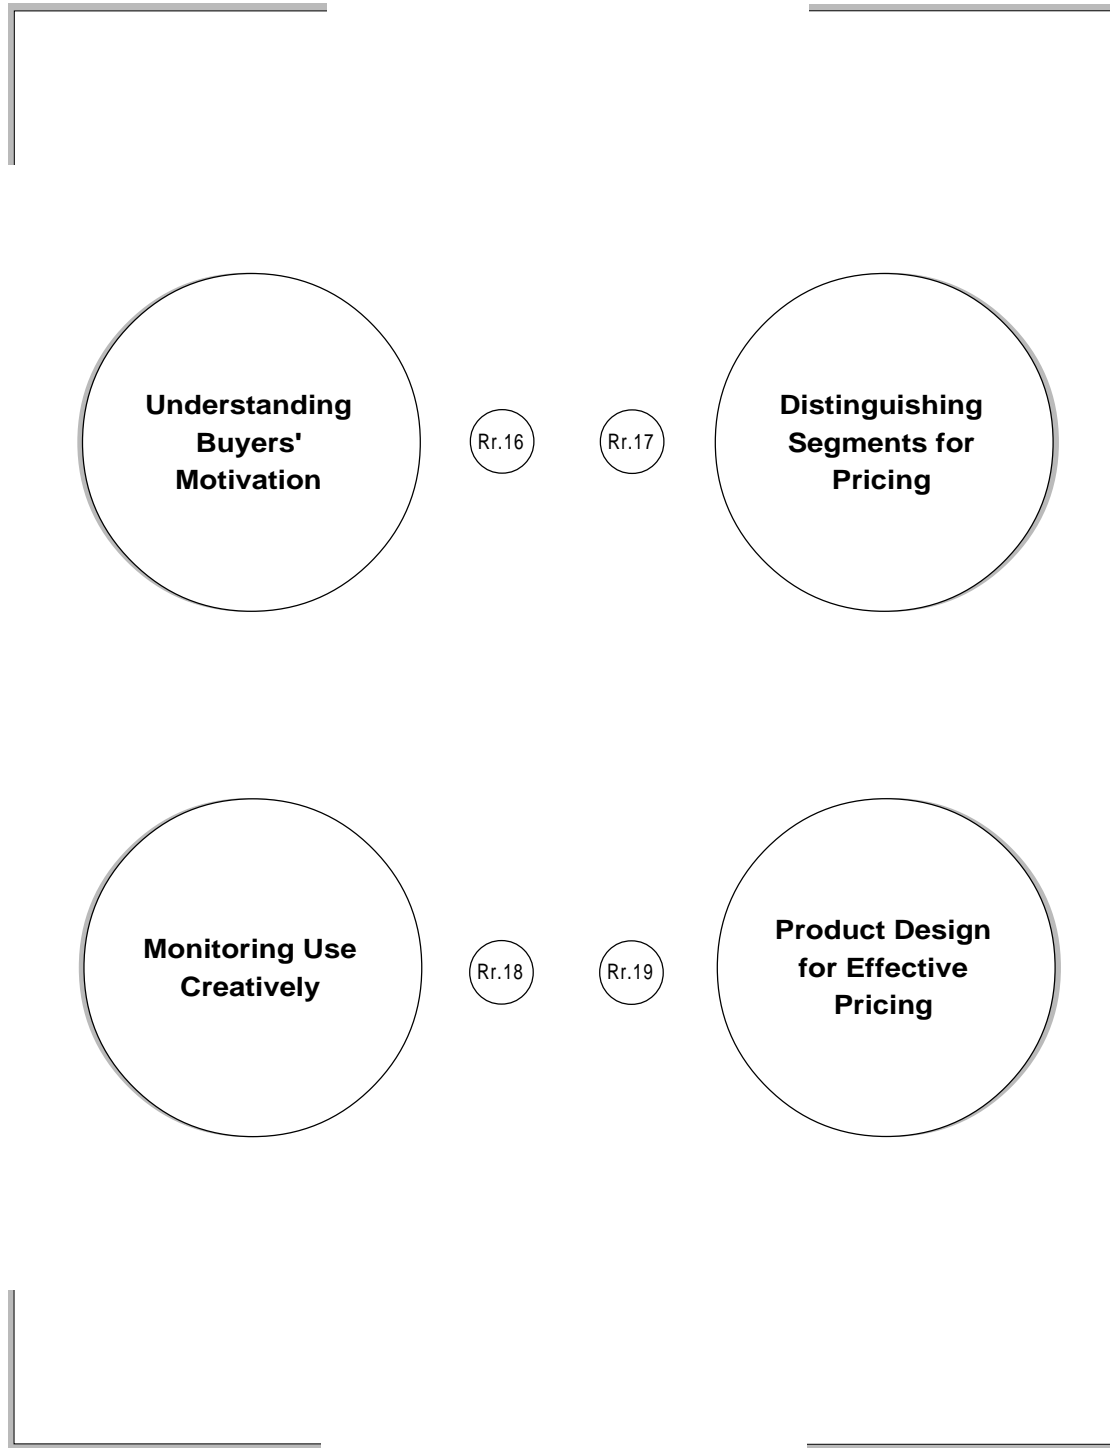 Understanding
Buyers'
Motivation
Rr.16
Rr.17
Distinguishing
Segments for
Pricing
Monitoring Use
Creatively
Rr.18
Rr.19
Product Design
for Effective
Pricing